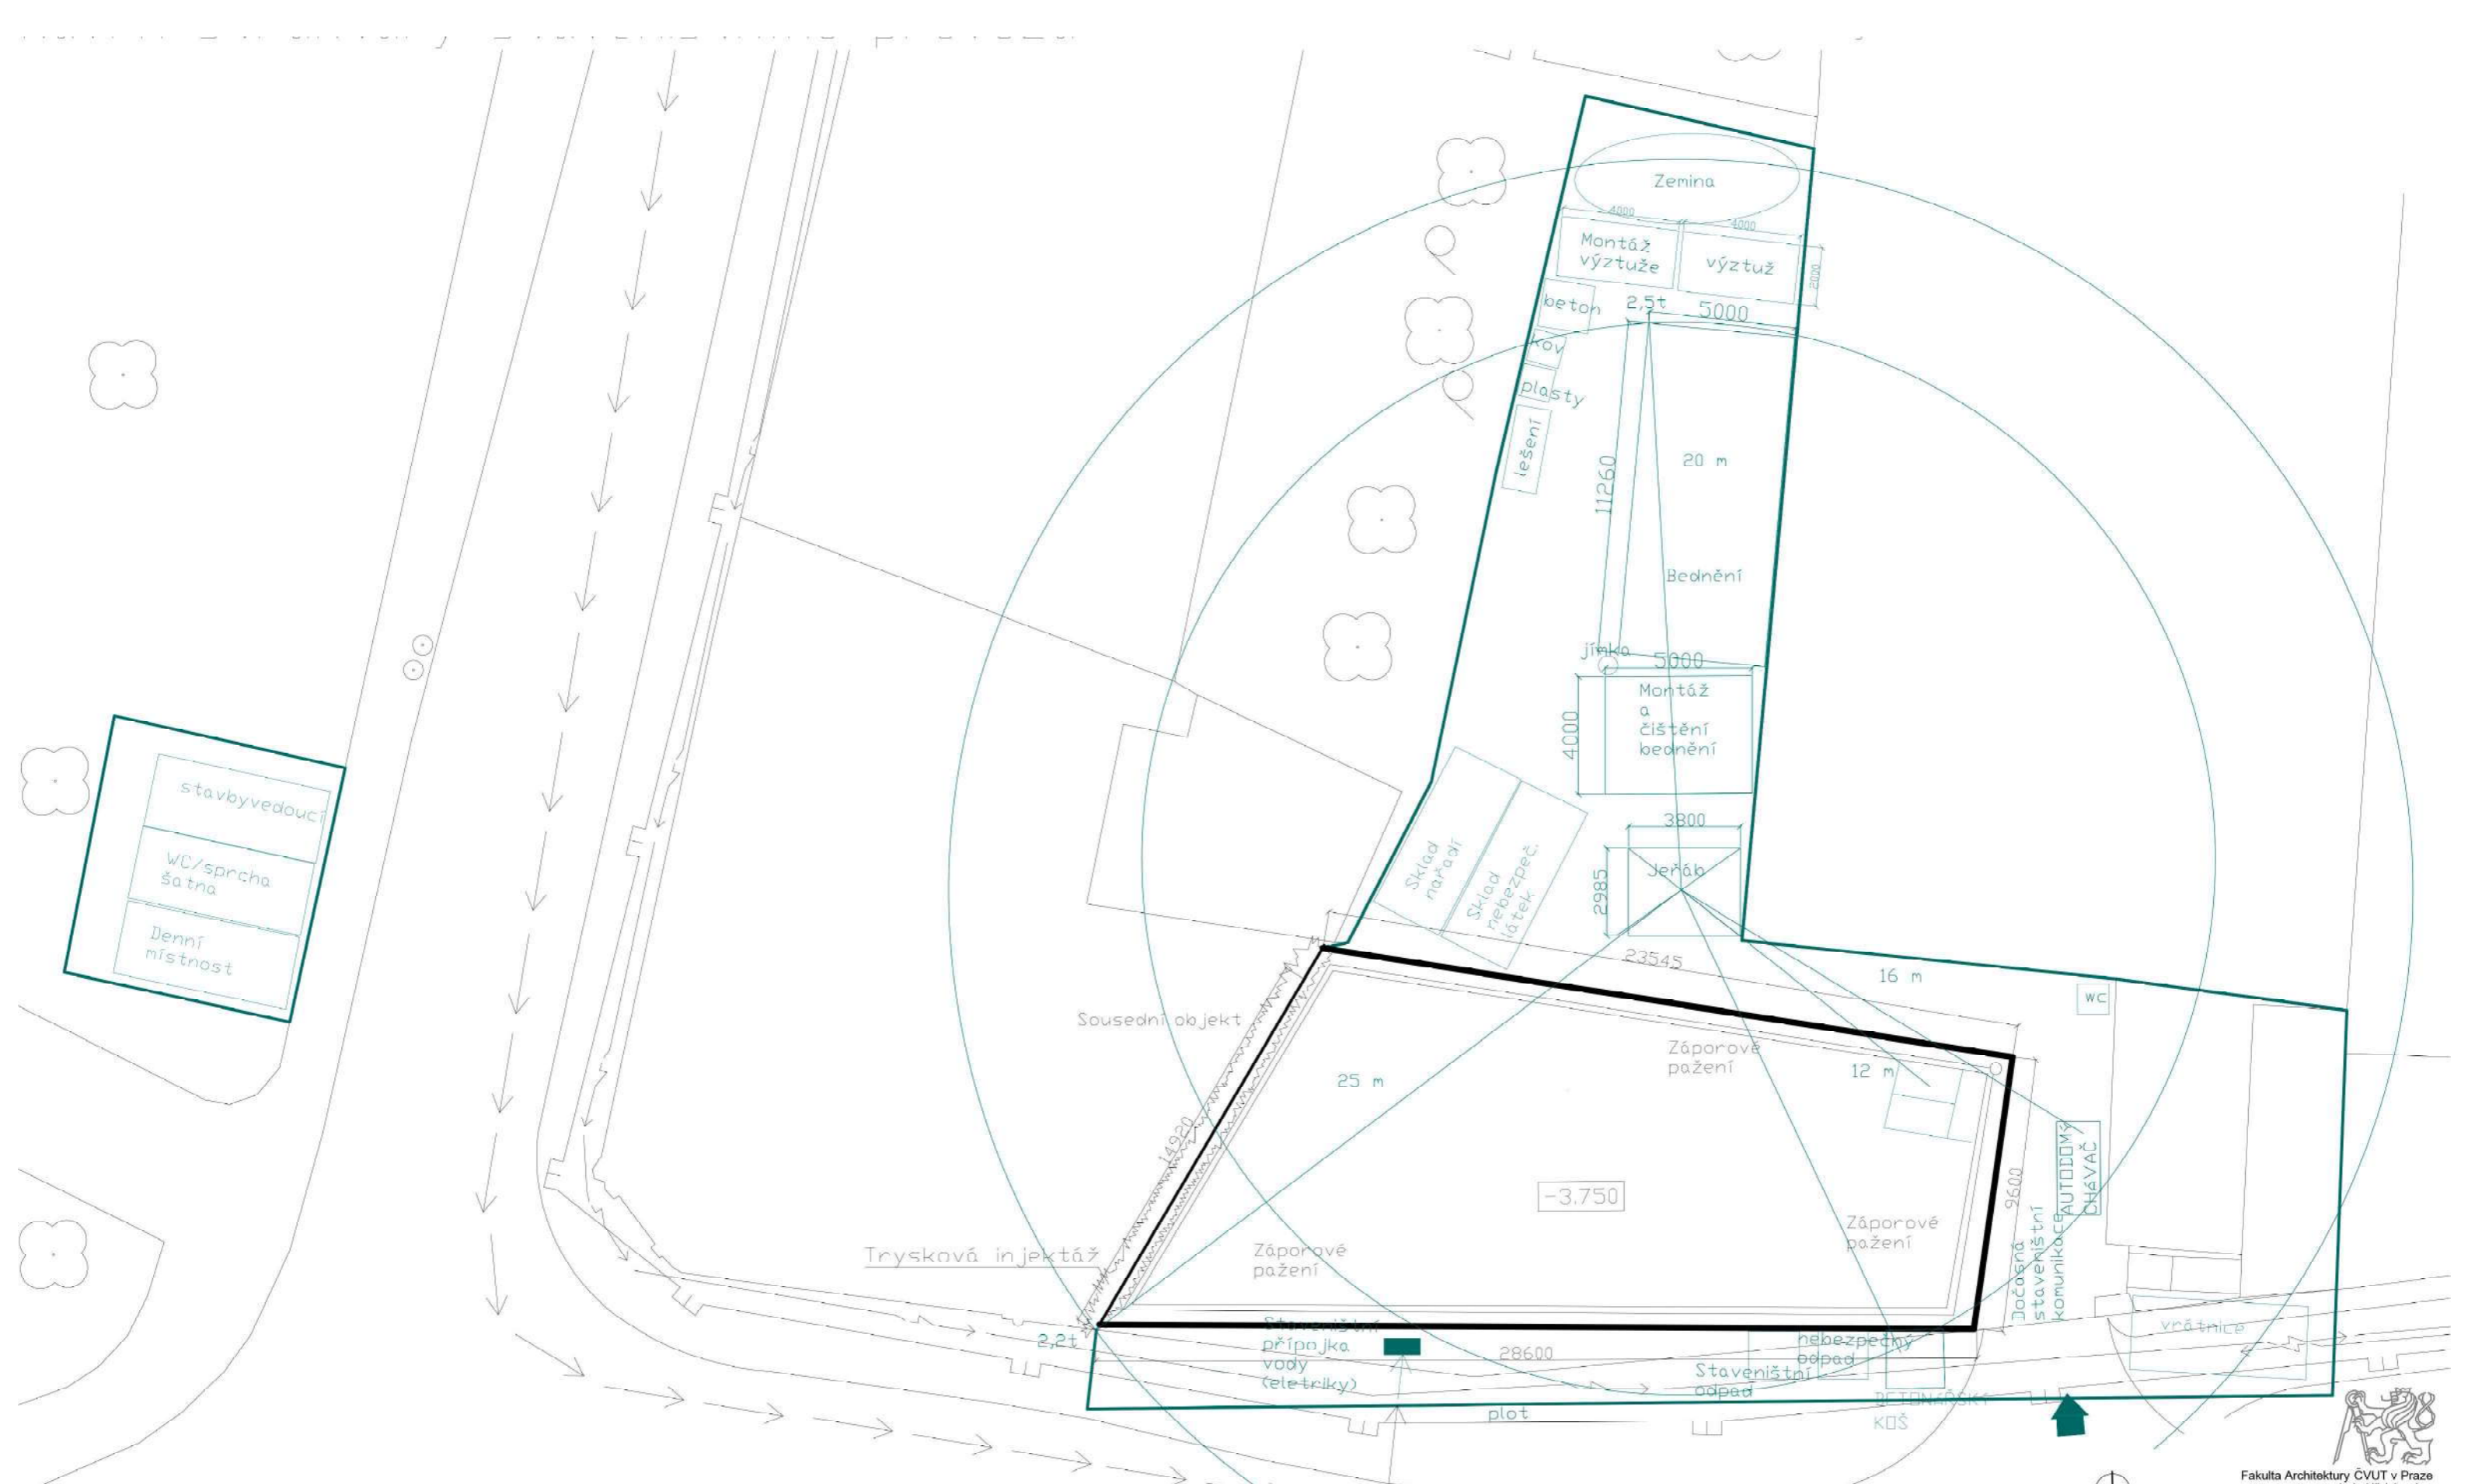 Zemina
4000
4000
Montáž
výztuže
výztuž
2000
beton
2,5t
5000
kov
plasty
lešení
11260
20 m
Bednění
jímka
5000
Montáž
a
čištění
bednění
4000
stavbyvedoucí
WC/sprcha
šatna
Denní
místnost
Sklad
nářadí
Sklad
nebezpeč.
látek
3800
Jeřáb
2985
23545
16 m
WC
Sousední objekt
Záporové
pažení
25 m
12 m
14920
-3.750
9600
AUTODOMÝ
CHÁVAČ
Dočasná
staveništní
komunikace
Záporové
pažení
Trysková injektáž
Záporové
pažení
2,2t
Staveništní
přípojka
vody
(eletriky)
28600
nebezpečný
odpad
Staveništní
odpad
vrátnice
plot
BETONÁŘSKÝ
KOŠ
Fakulta Architektury ČVUT v Praze